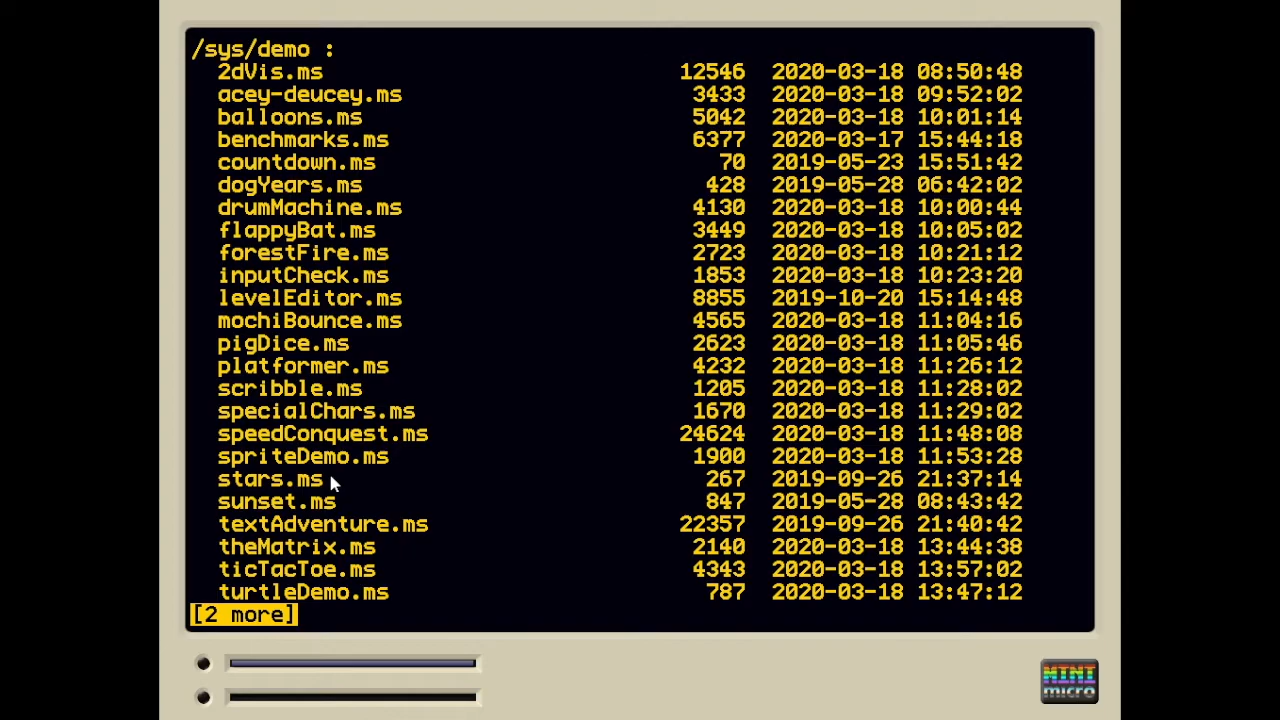 /sys/demo :
2dVis.ms 12546 2020-03-18 08:50:48
acey-deucey.ms 3433 2020-03-18 09:52:02
balloons.ms 5042 2020-03-18 10:01:14
benchmarks.ms 6377 2020-03-17 15:44:18
countdown.ms 70 2019-05-23 15:51:42
dogYears.ms 428 2019-05-28 06:42:02
drumMachine.ms 4130 2020-03-18 10:00:44
flappyBat.ms 3449 2020-03-18 10:05:02
forestFire.ms 2723 2020-03-18 10:21:12
inputCheck.ms 1853 2020-03-18 10:23:20
levelEditor.ms 8855 2019-10-20 15:14:48
mochiBounce.ms 4565 2020-03-18 11:04:16
pigDice.ms 2623 2020-03-18 11:05:46
platformer.ms 4232 2020-03-18 11:26:12
scribble.ms 1205 2020-03-18 11:28:02
specialChars.ms 1670 2020-03-18 11:29:02
speedConquest.ms 24624 2020-03-18 11:48:08
spriteDemo.ms 1900 2020-03-18 11:53:28
stars.ms 267 2019-09-26 21:37:14
sunset.ms 847 2019-05-28 08:43:42
textAdventure.ms 22357 2019-09-26 21:40:42
theMatrix.ms 2140 2020-03-18 13:44:38
ticTacToe.ms 4343 2020-03-18 13:57:02
turtleDemo.ms 787 2020-03-18 13:47:12
[2 more]
MINI
micro